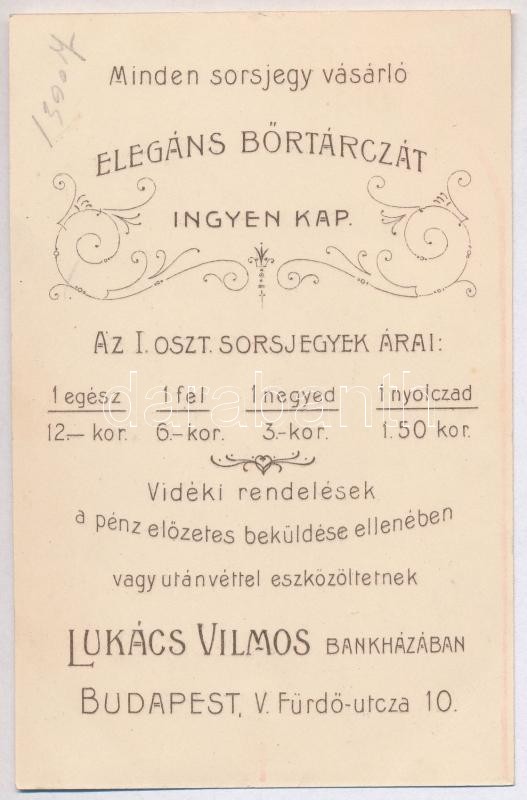 Minden sorsjegy vásárló
ELEGÁNS BŐRTÁRCZÁT
INGYEN KAP.
AZ I. OSZT. SORSJEGYEK ÁRAI:
1 egész 1 fél 1 negyed 1 nyolczad
12.— kor. 6.- kor. 3.- kor. 1.50 kor.
darabanth
Vidéki rendelések
a pénz előzetes beküldése ellenében
vagy utánvéttel eszközöltetnek
LUKÁCS VILMOS BANKHÁZÁBAN
BUDAPEST, V. Fürdő-utcza 10.